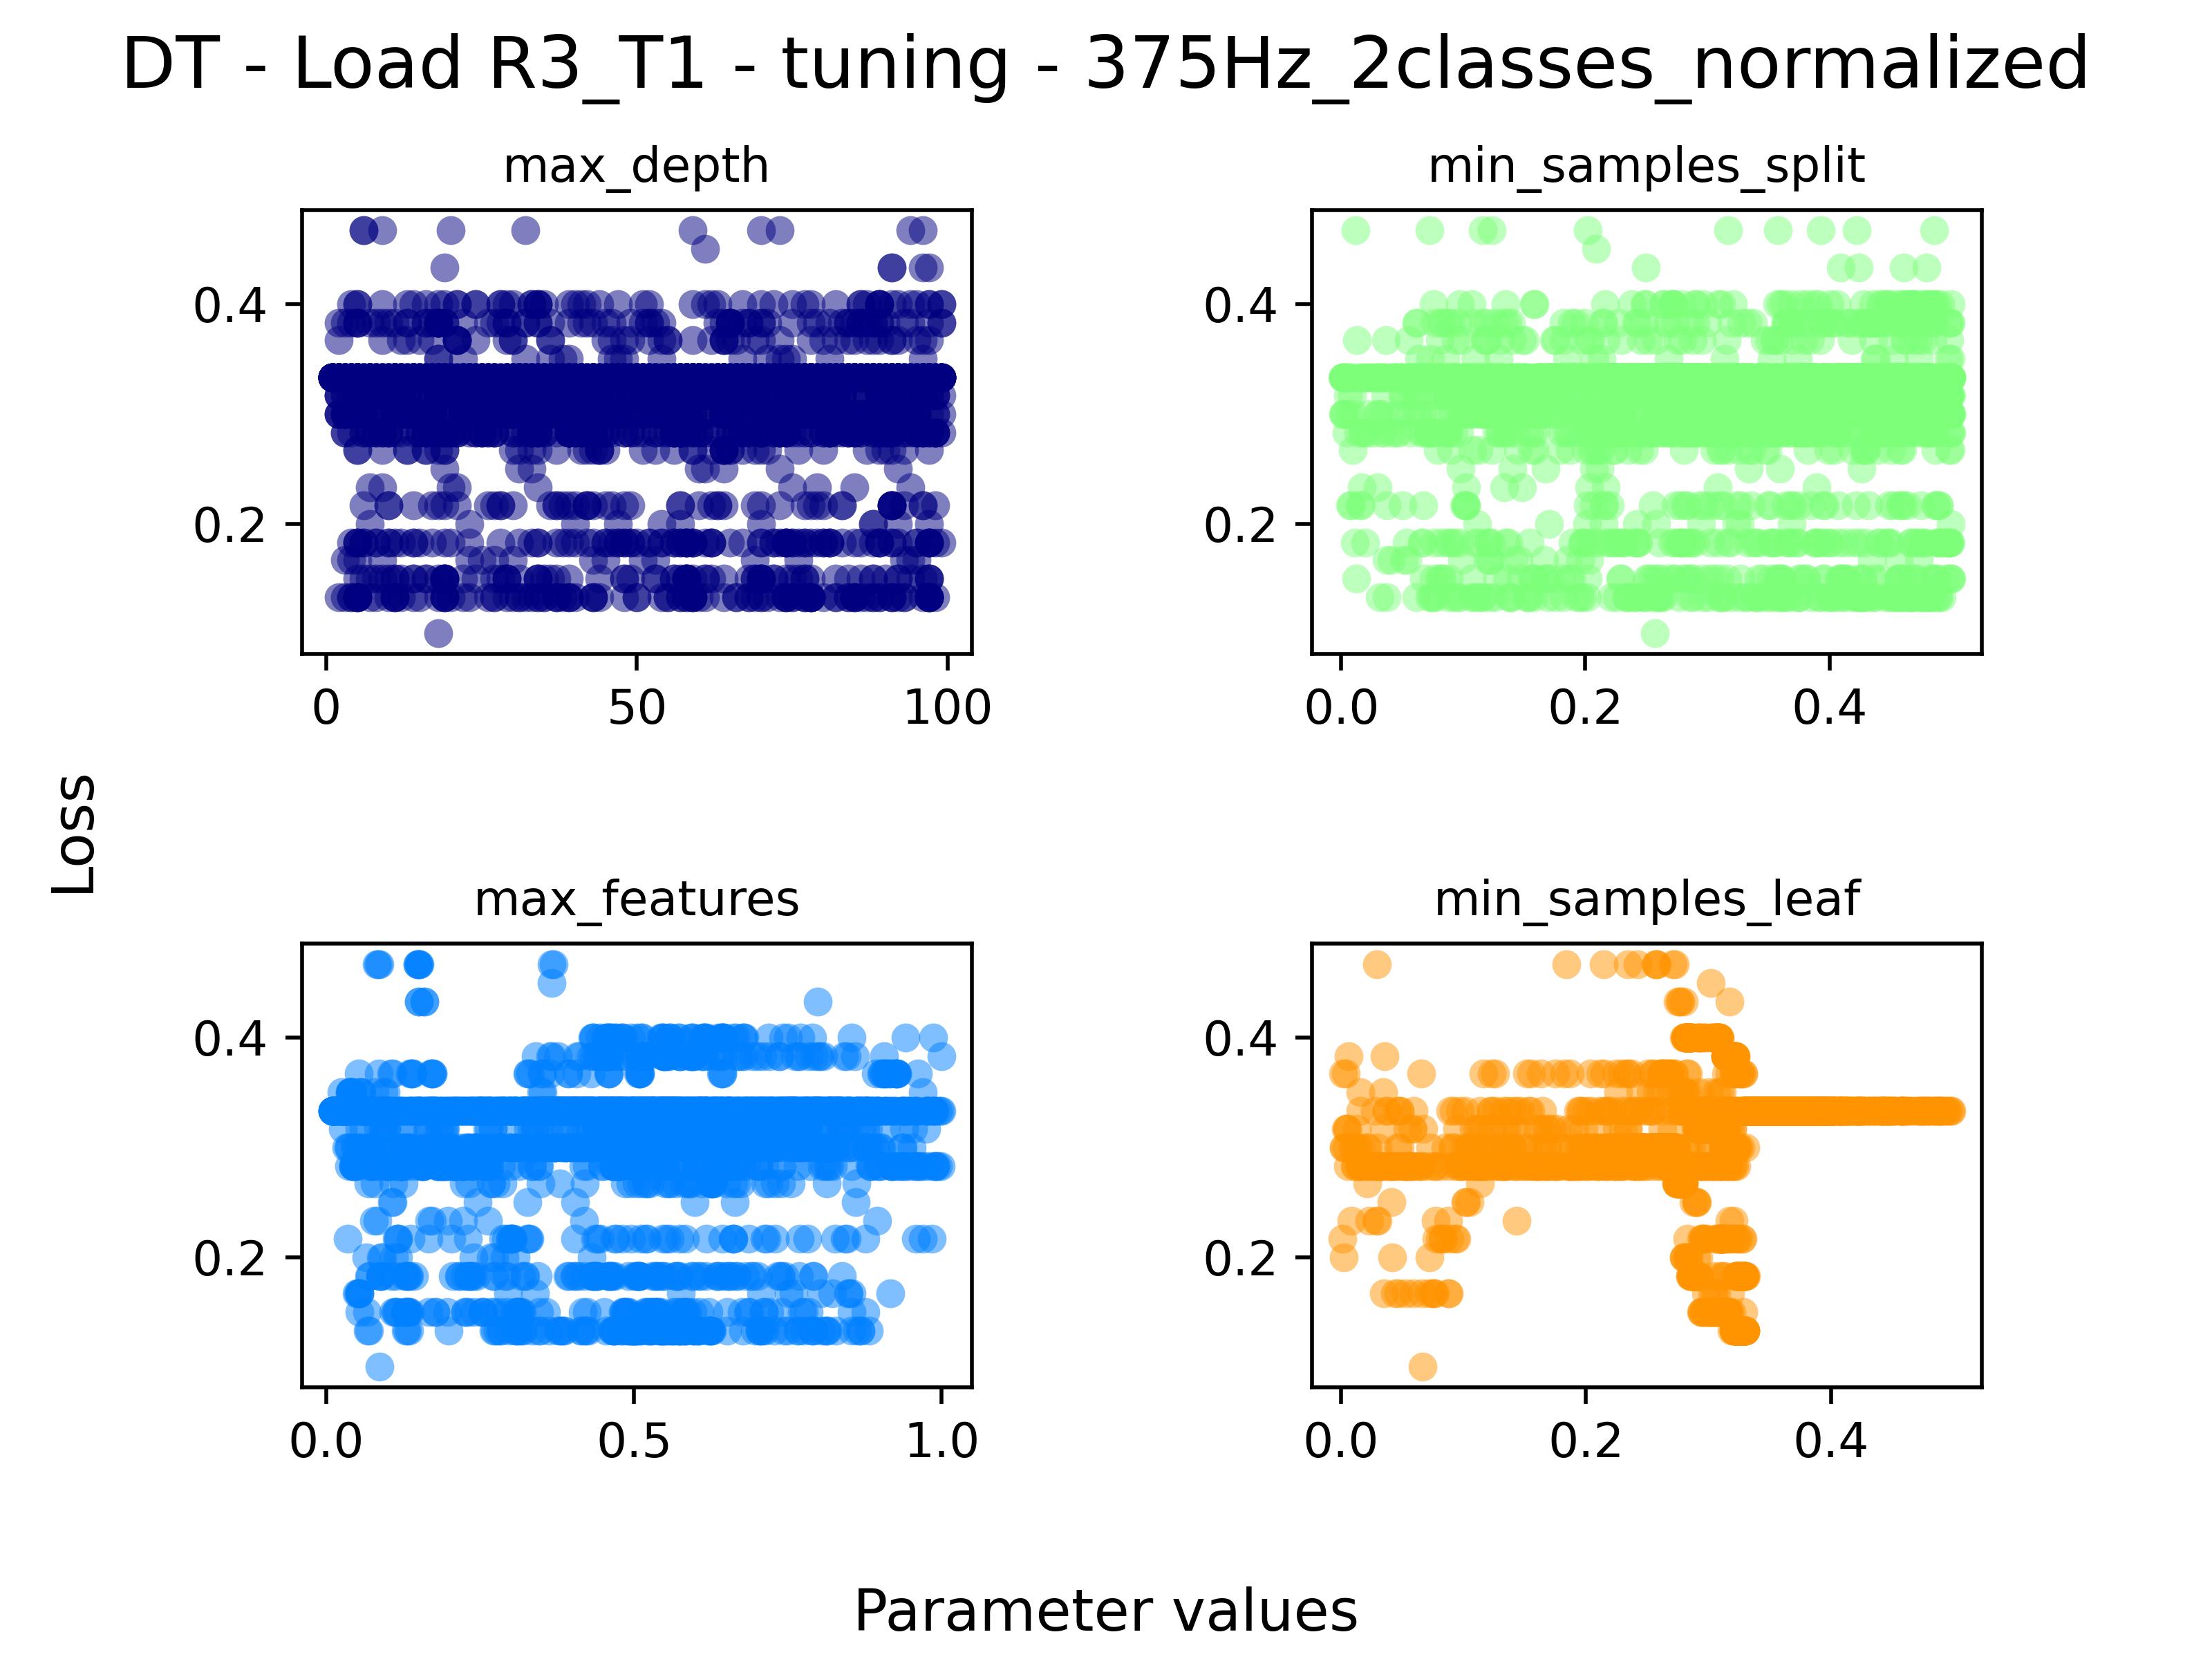 DT - Load R3_T1 - tuning - 375Hz_2classes_normalized
max_depth
min_samples_split
0.4
0.2
0
50
100
0.4
0.2
0.0
0.2
0.4
Loss
max_features
min_samples_leaf
0.4
0.2
0.0
0.5
1.0
0.4
0.2
0.0
0.2
0.4
Parameter values